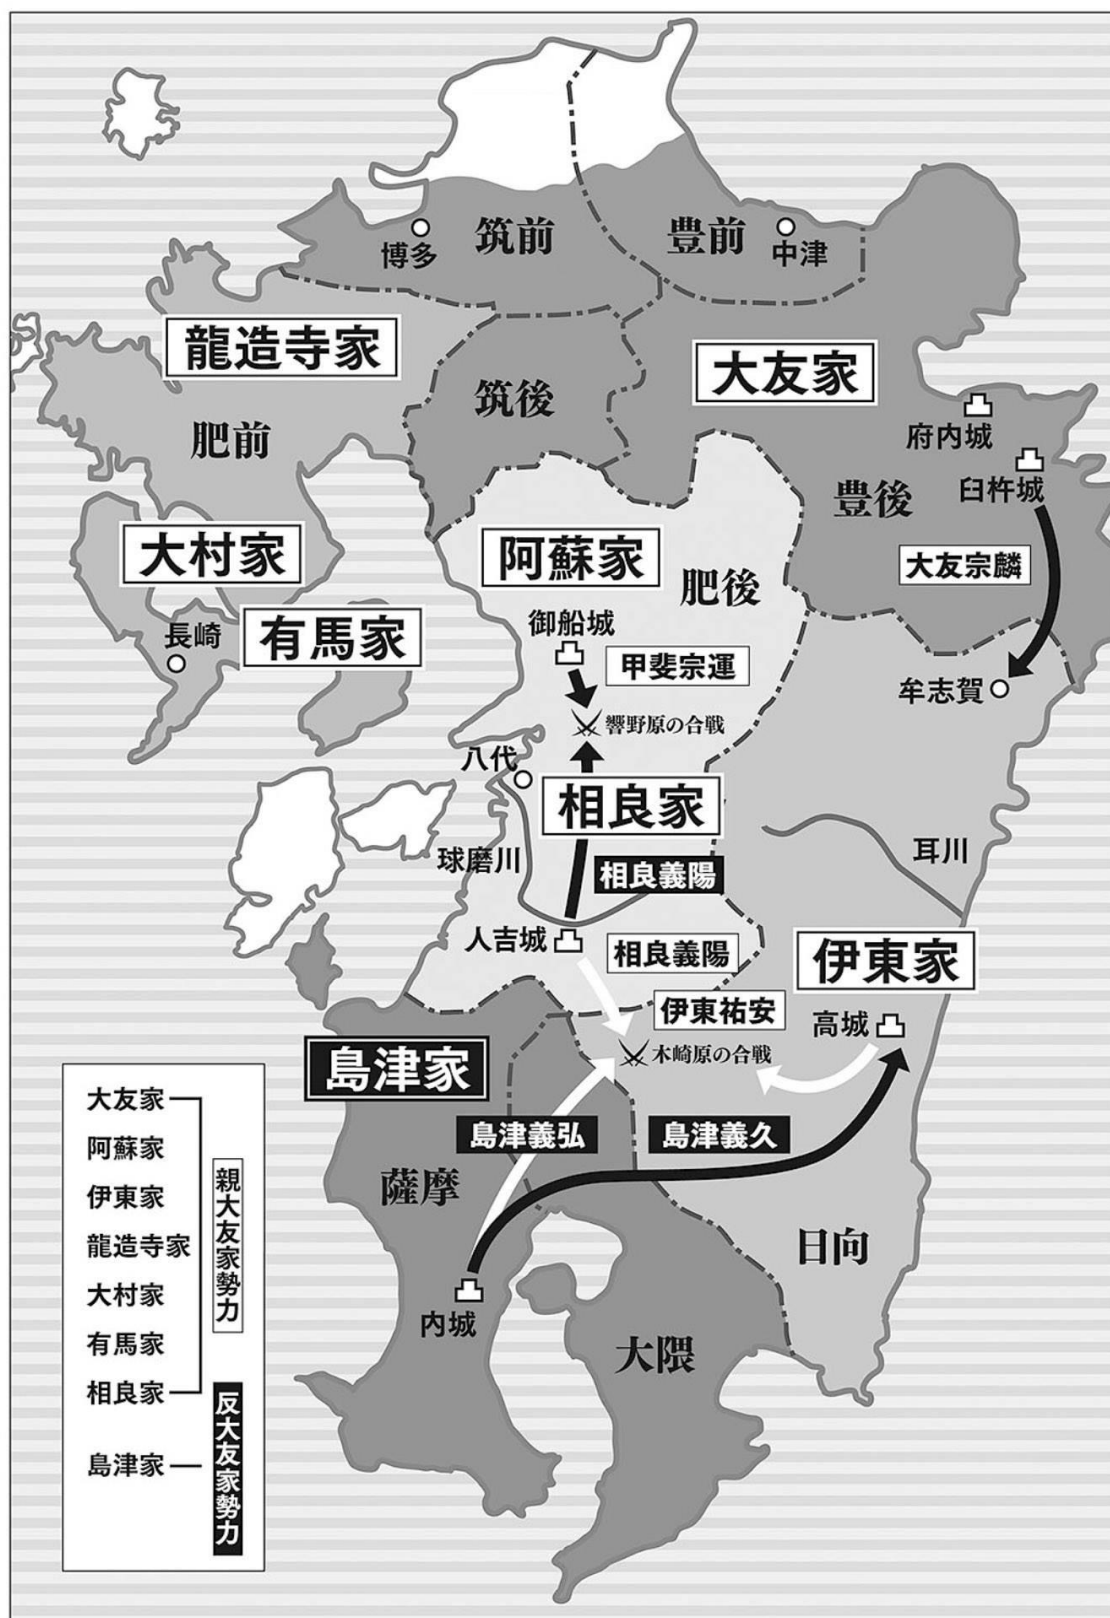 筑前
豊前
博多
中津
龍造寺家
大友家
筑後
肥前
府内城
臼杵城
豊後
大村家
阿蘇家
肥後
大友宗麟
長崎
有馬家
御船城
甲斐宗運
牟志賀
響野原の合戦
八代
相良家
球磨川
相良義陽
耳川
人吉城
相良義陽
伊東家
伊東祐安
高城
木崎原の合戦
島津家
島津義弘
島津義久
薩摩
日向
内城
大隈
大友家
阿蘇家
伊東家
龍造寺家
大村家
有馬家
相良家
親大友家勢力
島津家
反大友家勢力